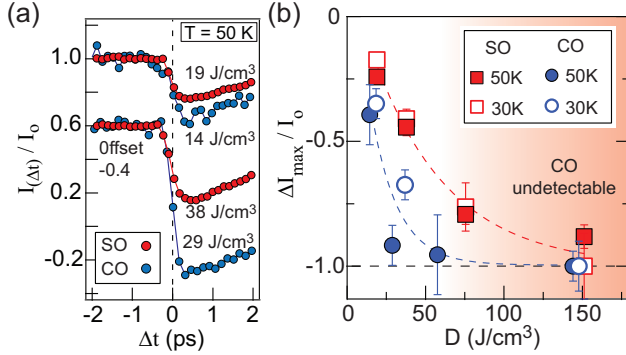 (a)
T = 50 K
I(Δt) / Io
1.0
0.6
0.2
-0.2
19 J/cm³
14 J/cm³
Offset
-0.4
38 J/cm³
29 J/cm³
SO
CO
-2
-1
0
1
2
Δt (ps)
(b)
ΔImax / Io
0
-0.5
-1.0
SO CO
50K 50K
30K 30K
CO
undetectable
0 50 100 150
D (J/cm³)